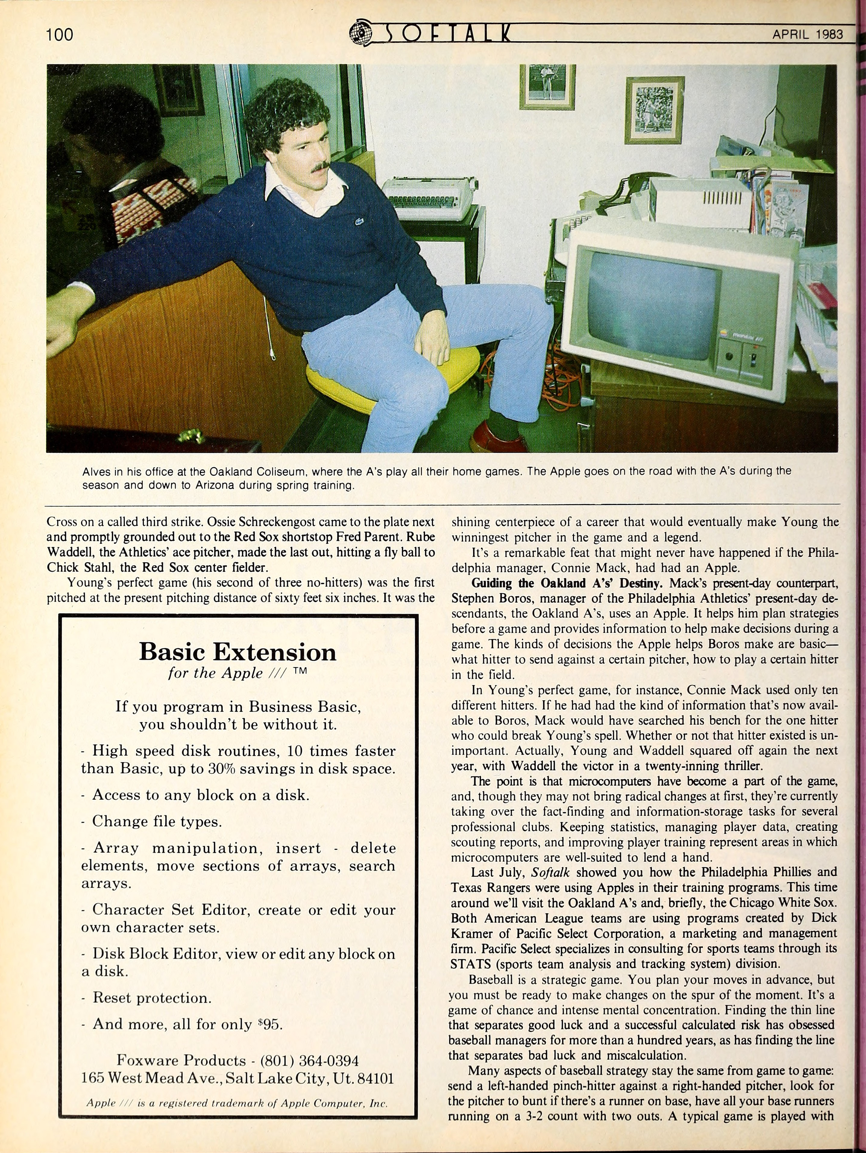 100
SOFTALK
APRIL 1983
Alves in his office at the Oakland Coliseum, where the A's play all their home games. The Apple goes on the road with the A's during the
season and down to Arizona during spring training.
Cross on a called third strike. Ossie Schreckengost came to the plate next
and promptly grounded out to the Red Sox shortstop Fred Parent. Rube
Waddell, the Athletics' ace pitcher, made the last out, hitting a fly ball to
Chick Stahl, the Red Sox center fielder.
Young's perfect game (his second of three no-hitters) was the first
pitched at the present pitching distance of sixty feet six inches. It was the
Basic Extension
for the Apple /// ™
If you program in Business Basic,
you shouldn't be without it.
- High speed disk routines, 10 times faster
than Basic, up to 30% savings in disk space.
- Access to any block on a disk.
- Change file types.
- Array manipulation, insert - delete
elements, move sections of arrays, search
arrays.
- Character Set Editor, create or edit your
own character sets.
- Disk Block Editor, view or edit any block on
a disk.
- Reset protection.
- And more, all for only $95.
Foxware Products - (801) 364-0394
165 West Mead Ave., Salt Lake City, Ut. 84101
Apple /// is a registered trademark of Apple Computer, Inc.
shining centerpiece of a career that would eventually make Young the
winningest pitcher in the game and a legend.
It's a remarkable feat that might never have happened if the Phila-
delphia manager, Connie Mack, had had an Apple.
Guiding the Oakland A's' Destiny. Mack's present-day counterpart,
Stephen Boros, manager of the Philadelphia Athletics' present-day de-
scendants, the Oakland A's, uses an Apple. It helps him plan strategies
before a game and provides information to help make decisions during a
game. The kinds of decisions the Apple helps Boros make are basic—
what hitter to send against a certain pitcher, how to play a certain hitter
in the field.
In Young's perfect game, for instance, Connie Mack used only ten
different hitters. If he had had the kind of information that's now avail-
able to Boros, Mack would have searched his bench for the one hitter
who could break Young's spell. Whether or not that hitter existed is un-
important. Actually, Young and Waddell squared off again the next
year, with Waddell the victor in a twenty-inning thriller.
The point is that microcomputers have become a part of the game,
and, though they may not bring radical changes at first, they're currently
taking over the fact-finding and information-storage tasks for several
professional clubs. Keeping statistics, managing player data, creating
scouting reports, and improving player training represent areas in which
microcomputers are well-suited to lend a hand.
Last July, Softalk showed you how the Philadelphia Phillies and
Texas Rangers were using Apples in their training programs. This time
around we'll visit the Oakland A's and, briefly, the Chicago White Sox.
Both American League teams are using programs created by Dick
Kramer of Pacific Select Corporation, a marketing and management
firm. Pacific Select specializes in consulting for sports teams through its
STATS (sports team analysis and tracking system) division.
Baseball is a strategic game. You plan your moves in advance, but
you must be ready to make changes on the spur of the moment. It's a
game of chance and intense mental concentration. Finding the thin line
that separates good luck and a successful calculated risk has obsessed
baseball managers for more than a hundred years, as has finding the line
that separates bad luck and miscalculation.
Many aspects of baseball strategy stay the same from game to game:
send a left-handed pinch-hitter against a right-handed pitcher, look for
the pitcher to bunt if there's a runner on base, have all your base runners
running on a 3-2 count with two outs. A typical game is played with